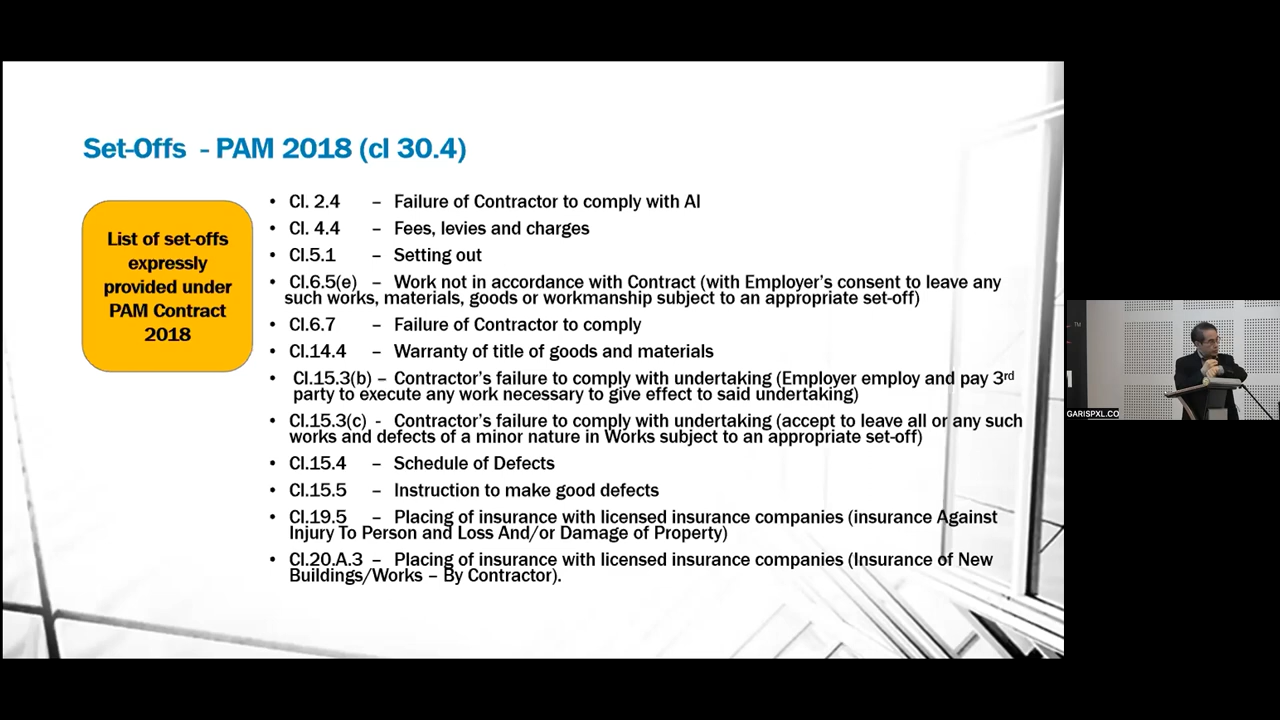 Set-Offs - PAM 2018 (cl 30.4)
List of set-offs
expressly
provided under
PAM Contract
2018
• Cl. 2.4 – Failure of Contractor to comply with AI
• Cl. 4.4 – Fees, levies and charges
• Cl.5.1 – Setting out
• Cl.6.5(e) – Work not in accordance with Contract (with Employer's consent to leave any
such works, materials, goods or workmanship subject to an appropriate set-off)
• Cl.6.7 – Failure of Contractor to comply
• Cl.14.4 – Warranty of title of goods and materials
• Cl.15.3(b) – Contractor's failure to comply with undertaking (Employer employ and pay 3rd
party to execute any work necessary to give effect to said undertaking)
• Cl.15.3(c) - Contractor's failure to comply with undertaking (accept to leave all or any such
works and defects of a minor nature in Works subject to an appropriate set-off)
• Cl.15.4 – Schedule of Defects
• Cl.15.5 – Instruction to make good defects
• Cl.19.5 – Placing of insurance with licensed insurance companies (insurance Against
Injury To Person and Loss And/or Damage of Property)
• Cl.20.A.3 – Placing of insurance with licensed insurance companies (Insurance of New
Buildings/Works – By Contractor).
TM
GARISPXL.CO